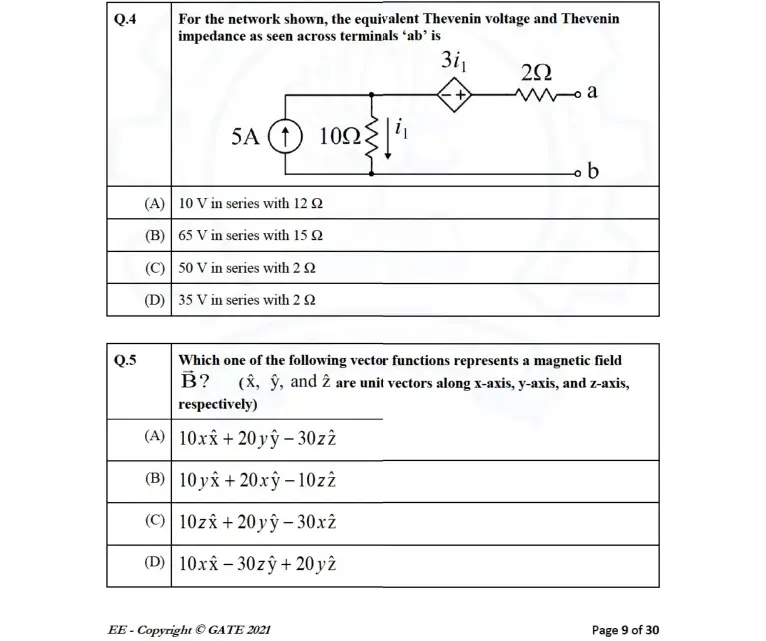 Q.4 For the network shown, the equivalent Thevenin voltage and Thevenin
impedance as seen across terminals ‘ab’ is
3i₁
2Ω
− +
a
5A
10Ω
i₁
b
(A) 10 V in series with 12 Ω
(B) 65 V in series with 15 Ω
(C) 50 V in series with 2 Ω
(D) 35 V in series with 2 Ω
Q.5 Which one of the following vector functions represents a magnetic field
B⃗? (x̂, ŷ, and ẑ are unit vectors along x-axis, y-axis, and z-axis,
respectively)
(A) 10xx̂ + 20yŷ − 30zẑ
(B) 10yx̂ + 20xŷ − 10zẑ
(C) 10zx̂ + 20yŷ − 30xẑ
(D) 10xx̂ − 30zŷ + 20yẑ
EE - Copyright © GATE 2021 Page 9 of 30